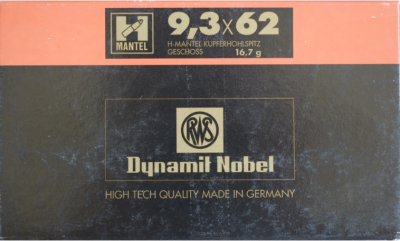 H
MANTEL
9,3x62
H-MANTEL KUPFERHOHLSPITZ
GESCHOSS 16,7 g
RWS
Dynamit Nobel
HIGH TECH QUALITY MADE IN GERMANY